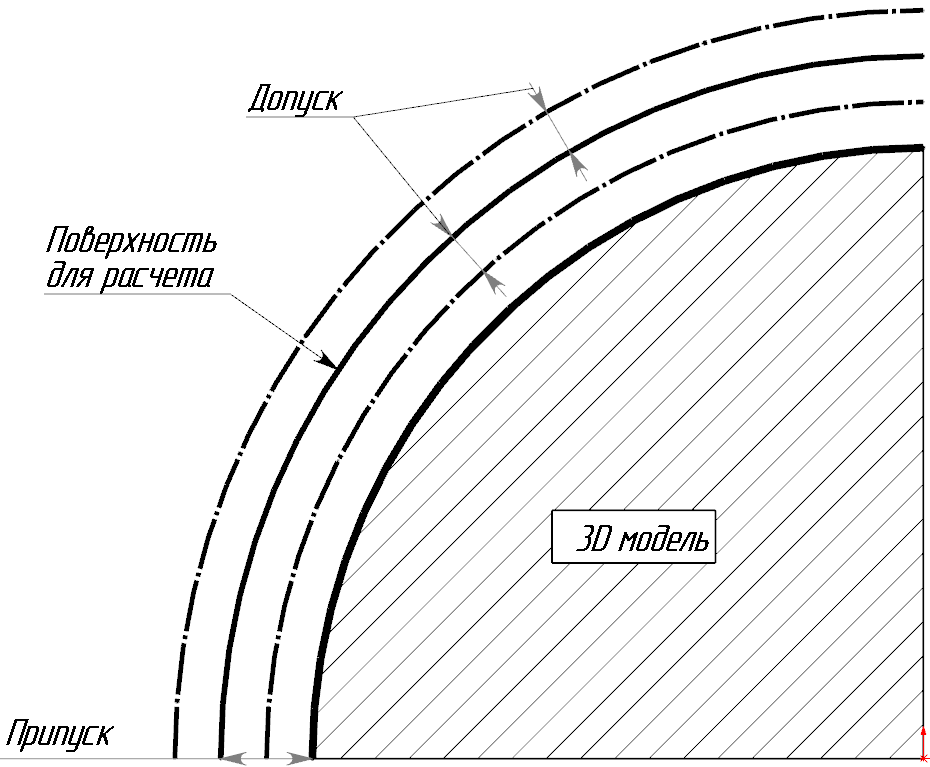 Допуск
Поверхность
для расчета
3D модель
Припуск